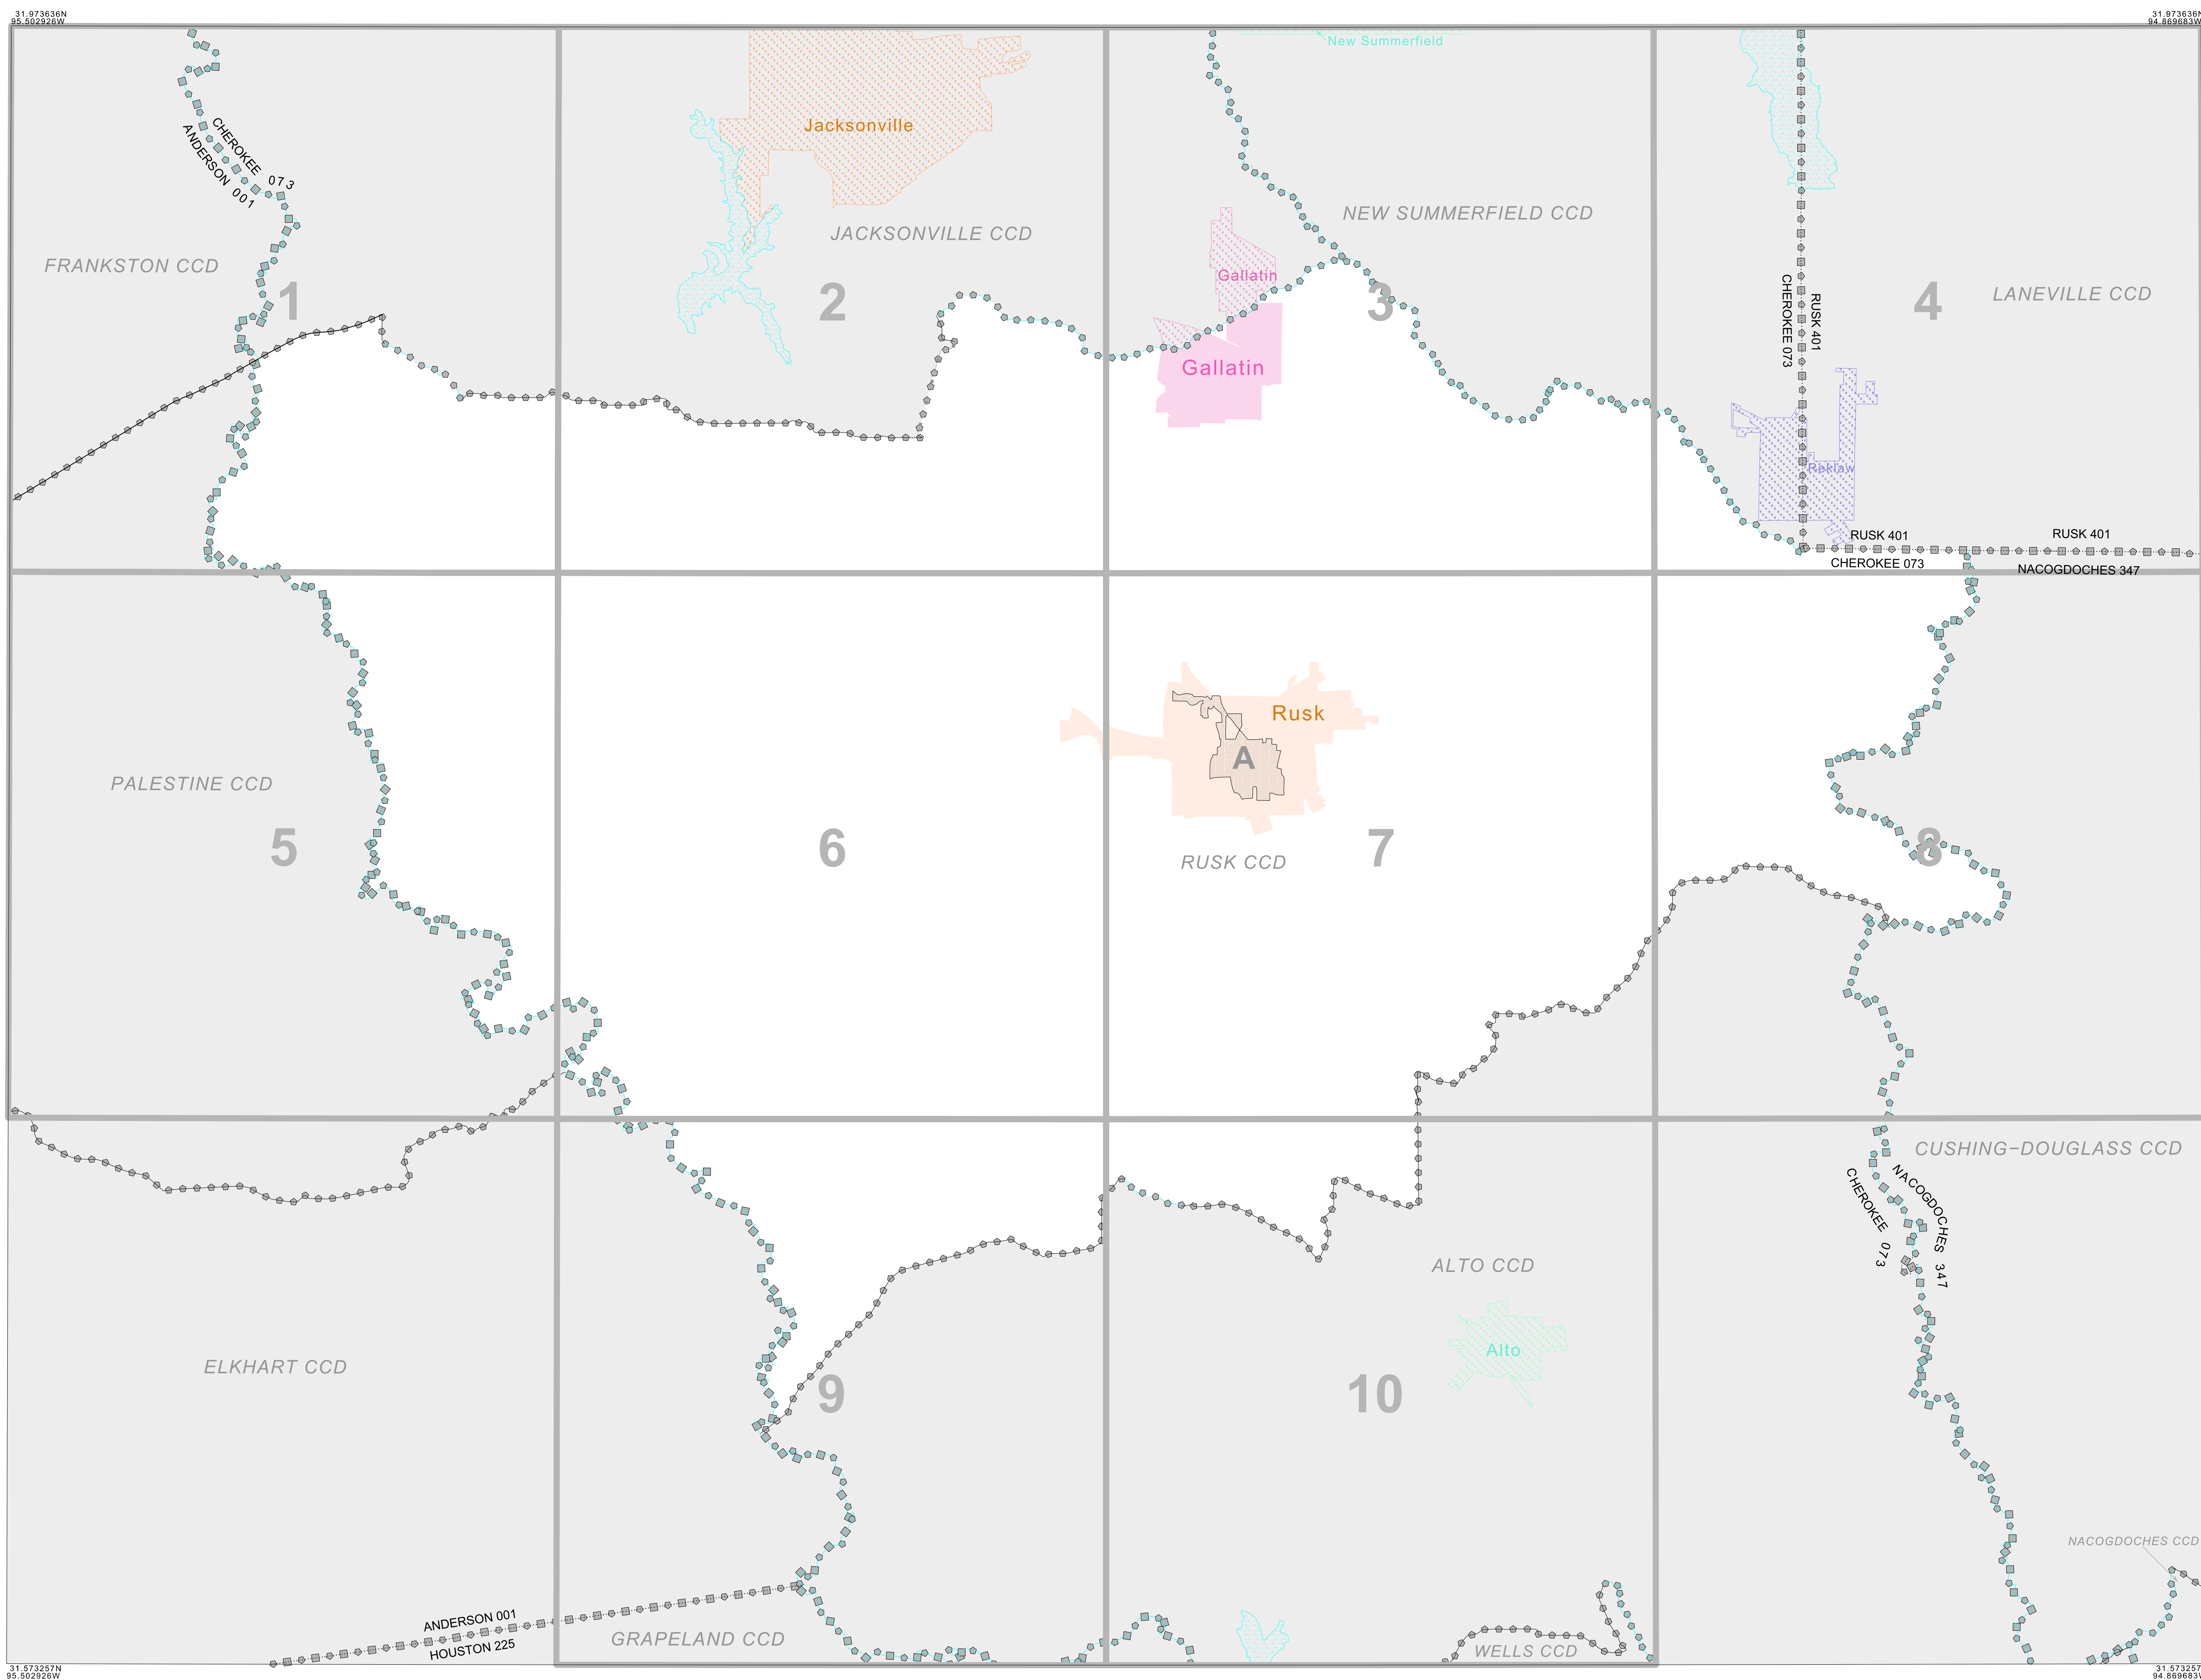 31.973636N
95.502926W
31.973636N
94.869683W
New Summerfield
Jacksonville
CHEROKEE 073
ANDERSON 001
NEW SUMMERFIELD CCD
JACKSONVILLE CCD
FRANKSTON CCD
Gallatin
LANEVILLE CCD
1
2
3
4
RUSK 401
CHEROKEE 073
Gallatin
Reklaw
RUSK 401
RUSK 401
CHEROKEE 073
NACOGDOCHES 347
Rusk
A
PALESTINE CCD
5
6
7
8
RUSK CCD
CUSHING-DOUGLASS CCD
NACOGDOCHES 347
CHEROKEE 073
ALTO CCD
Alto
ELKHART CCD
9
10
NACOGDOCHES CCD
ANDERSON 001
HOUSTON 225
GRAPELAND CCD
WELLS CCD
31.573257N
95.502926W
31.573257N
94.869683W